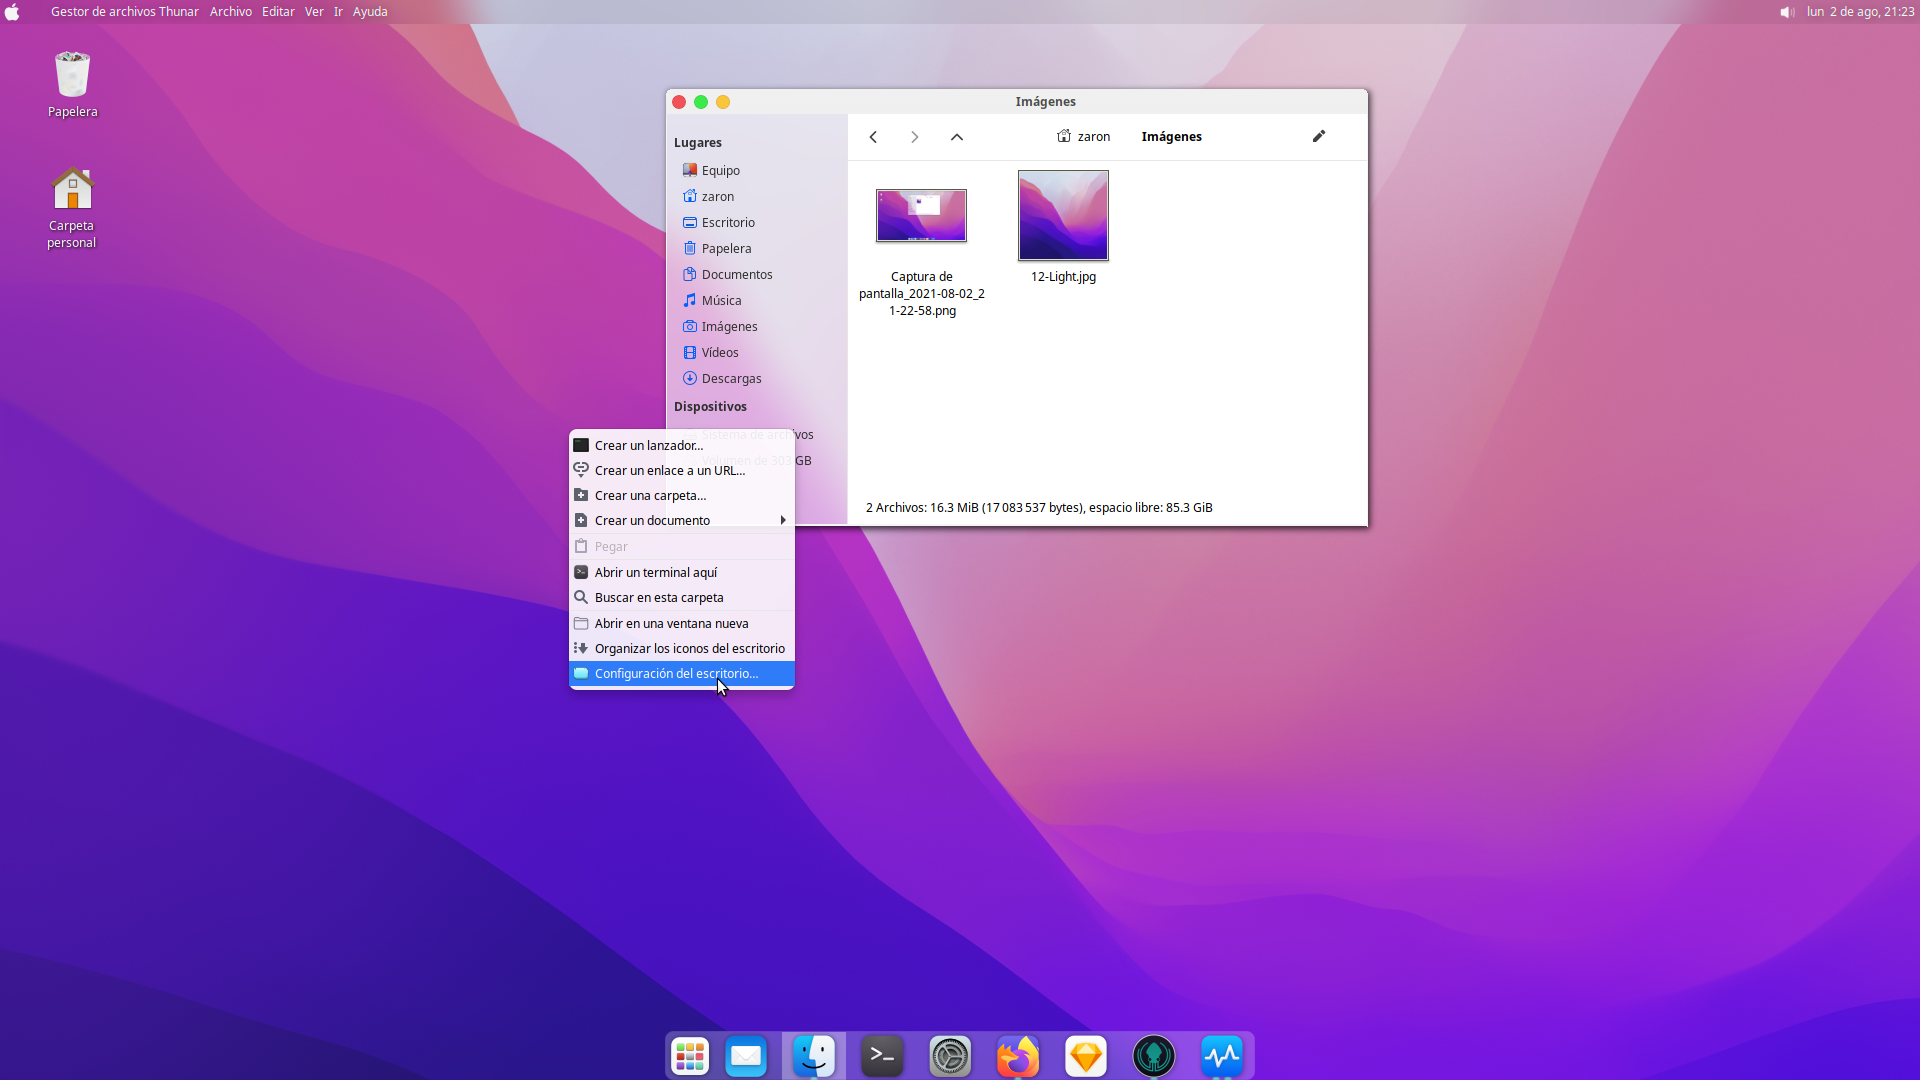 Gestor de archivos Thunar Archivo Editar Ver Ir Ayuda
lun 2 de ago, 21:23
Papelera
Carpeta
personal
Imágenes
Lugares
Equipo
zaron
Escritorio
Papelera
Documentos
Música
Imágenes
Vídeos
Descargas
Dispositivos
Sistema de archivos
Volumen de 303 GB
zaron
Imágenes
Captura de
pantalla_2021-08-02_2
1-22-58.png
12-Light.jpg
2 Archivos: 16.3 MiB (17 083 537 bytes), espacio libre: 85.3 GiB
Crear un lanzador...
Crear un enlace a un URL...
Crear una carpeta...
Crear un documento
Pegar
Abrir un terminal aquí
Buscar en esta carpeta
Abrir en una ventana nueva
Organizar los iconos del escritorio
Configuración del escritorio...